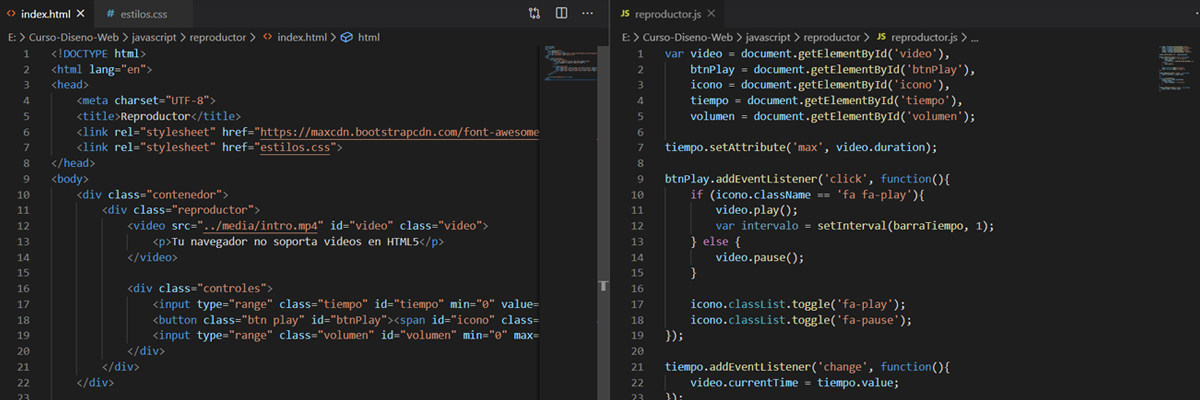 index.html
# estilos.css
E: > Curso-Diseno-Web > javascript > reproductor > index.html > html
1 <!DOCTYPE html>
2 <html lang="en">
3 <head>
4 <meta charset="UTF-8">
5 <title>Reproductor</title>
6 <link rel="stylesheet" href="https://maxcdn.bootstrapcdn.com/font-awesome
7 <link rel="stylesheet" href="estilos.css">
8 </head>
9 <body>
10 <div class="contenedor">
11 <div class="reproductor">
12 <video src="../media/intro.mp4" id="video" class="video">
13 <p>Tu navegador no soporta videos en HTML5</p>
14 </video>
15
16 <div class="controles">
17 <input type="range" class="tiempo" id="tiempo" min="0" value=
18 <button class="btn play" id="btnPlay"><span id="icono" class=
19 <input type="range" class="volumen" id="volumen" min="0" max=
20 </div>
21 </div>
22 </div>
23
JS reproductor.js
E: > Curso-Diseno-Web > javascript > reproductor > JS reproductor.js > ...
1 var video = document.getElementById('video'),
2 btnPlay = document.getElementById('btnPlay'),
3 icono = document.getElementById('icono'),
4 tiempo = document.getElementById('tiempo'),
5 volumen = document.getElementById('volumen');
6
7 tiempo.setAttribute('max', video.duration);
8
9 btnPlay.addEventListener('click', function(){
10 if (icono.className == 'fa fa-play'){
11 video.play();
12 var intervalo = setInterval(barraTiempo, 1);
13 } else {
14 video.pause();
15 }
16
17 icono.classList.toggle('fa-play');
18 icono.classList.toggle('fa-pause');
19 });
20
21 tiempo.addEventListener('change', function(){
22 video.currentTime = tiempo.value;
23 });